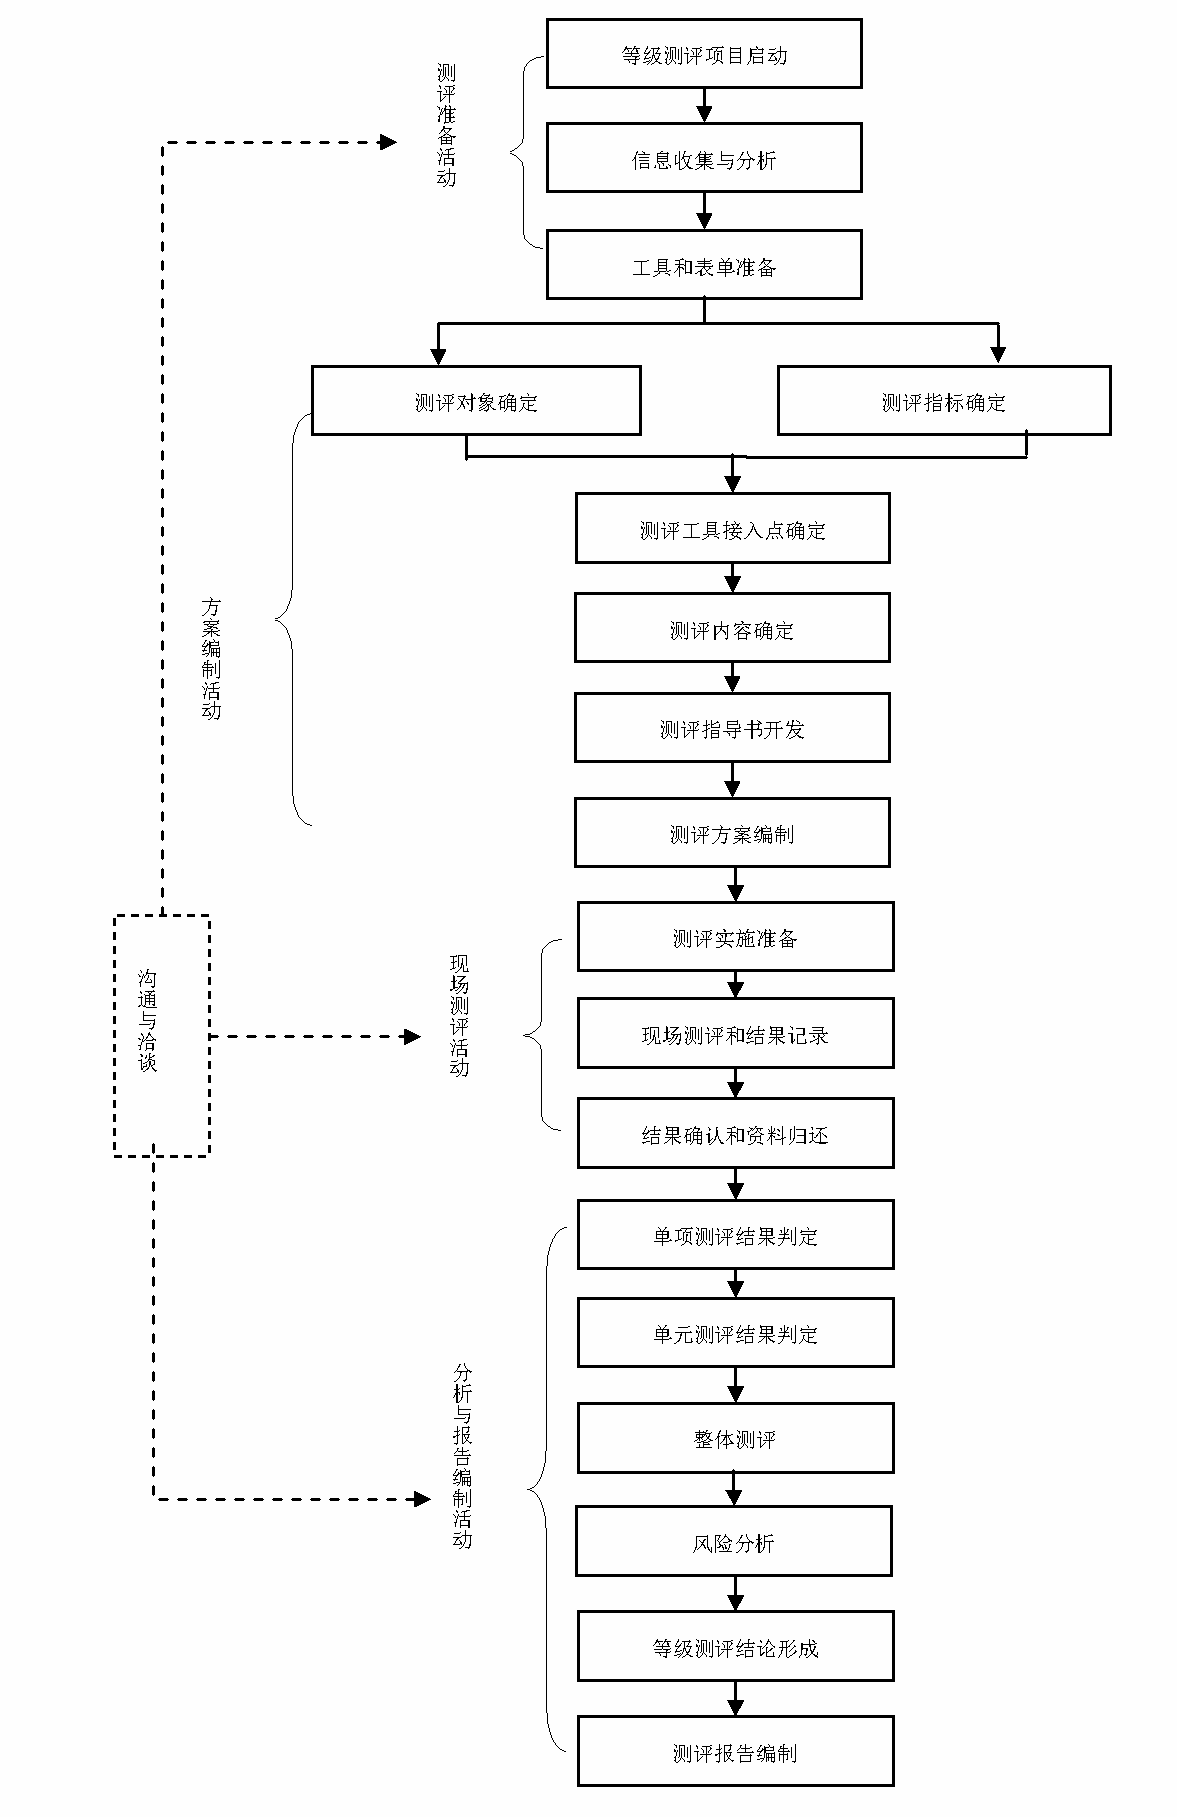 等级测评项目启动
测评准备活动
信息收集与分析
工具和表单准备
测评对象确定
测评指标确定
测评工具接入点确定
方案编制活动
测评内容确定
测评指导书开发
测评方案编制
测评实施准备
沟通与洽谈
现场测评活动
现场测评和结果记录
结果确认和资料归还
单项测评结果判定
单元测评结果判定
分析与报告编制活动
整体测评
风险分析
等级测评结论形成
测评报告编制